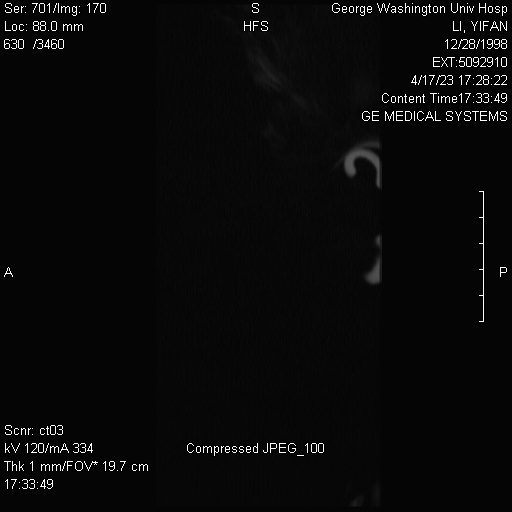 Ser: 701/Img: 170
Loc: 88.0 mm
630 /3460
S
HFS
George Washington Univ Hosp
LI, YIFAN
12/28/1998
EXT:5092910
4/17/23 17:28:22
Content Time17:33:49
GE MEDICAL SYSTEMS
A
P
Scnr: ct03
kV 120/mA 334
Thk 1 mm/FOV* 19.7 cm
17:33:49
Compressed JPEG_100